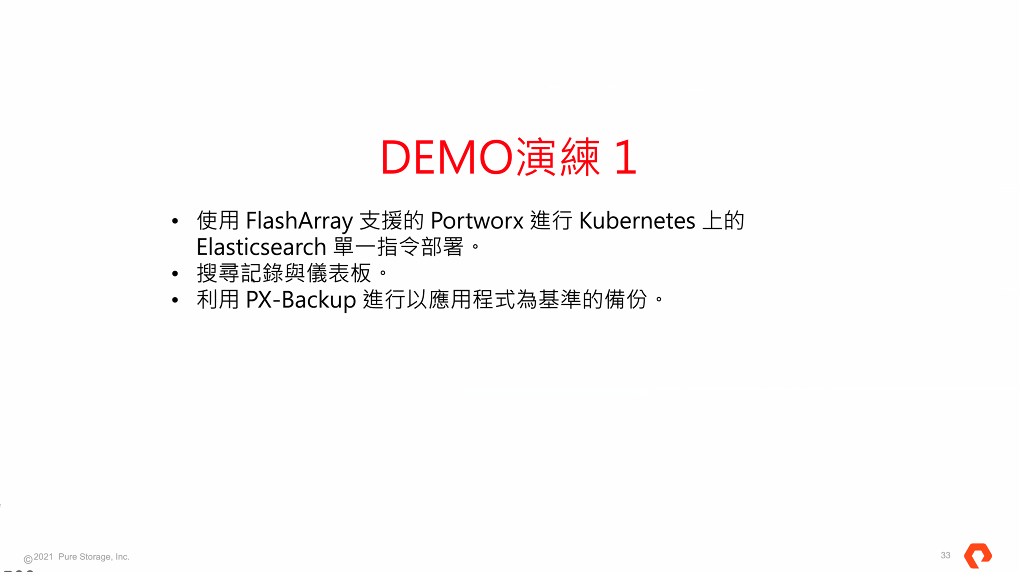 DEMO演練 1
• 使用 FlashArray 支援的 Portworx 進行 Kubernetes 上的
Elasticsearch 單一指令部署。
• 搜尋記錄與儀表板。
• 利用 PX-Backup 進行以應用程式為基準的備份。
©2021 Pure Storage, Inc.
33